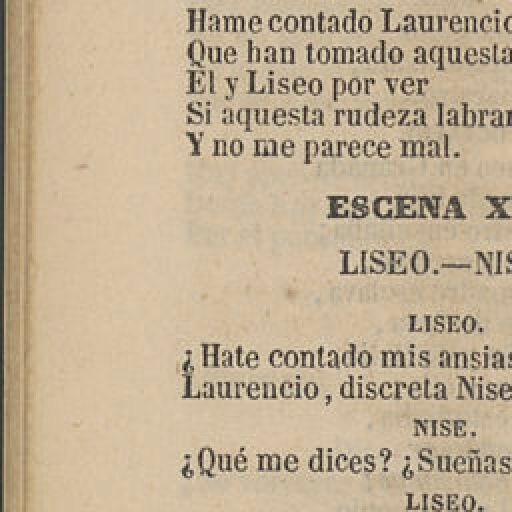 Hame contado Laurencio
Que han tomado aquesta
El y Liseo por ver
Si aquesta rudeza labrar
Y no me parece mal.
ESCENA X
LISEO.—NIS
LISEO.
¿Hate contado mis ansias
Laurencio, discreta Nise
NISE.
¿Qué me dices? ¿Sueñas
LISEO.